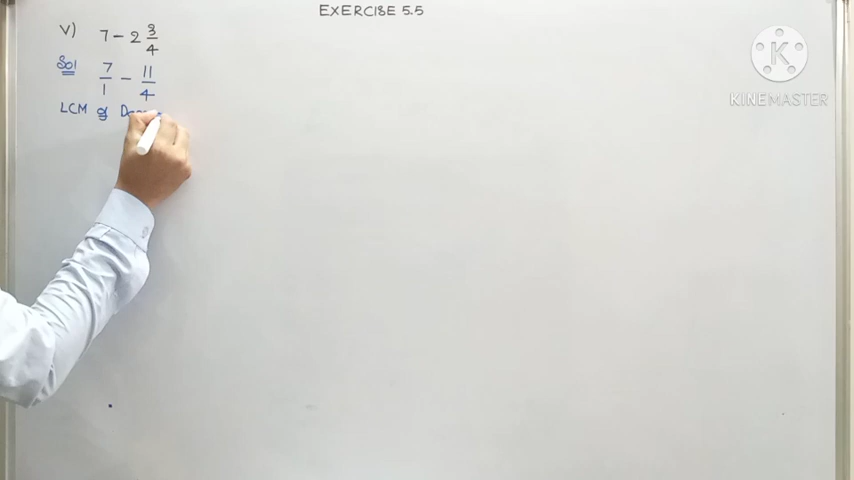 EXERCISE 5.5
V) 7 - 2 3/4
Sol 7/1 - 11/4
LCM of
K
KINEMASTER